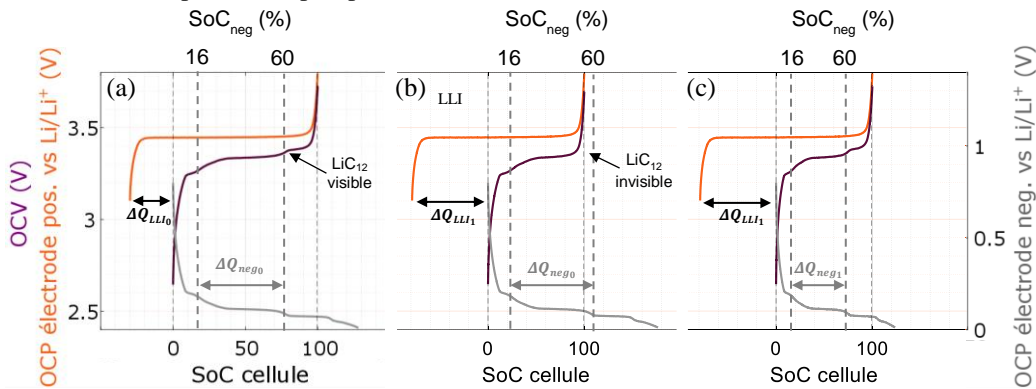 SoC_neg (%)
SoC_neg (%)
SoC_neg (%)
16
60
16
60
16
60
OCV (V)
OCP électrode pos. vs Li/Li⁺ (V)
3.5
3
2.5
(a)
LiC₁₂
visible
ΔQ_LLI₀
ΔQ_neg₀
0
50
100
SoC cellule
(b)
LLI
LiC₁₂
invisible
ΔQ_LLI₁
ΔQ_neg₀
0
100
SoC cellule
(c)
ΔQ_LLI₁
ΔQ_neg₁
0
100
SoC cellule
1
0.5
0
OCP électrode neg. vs Li/Li⁺ (V)